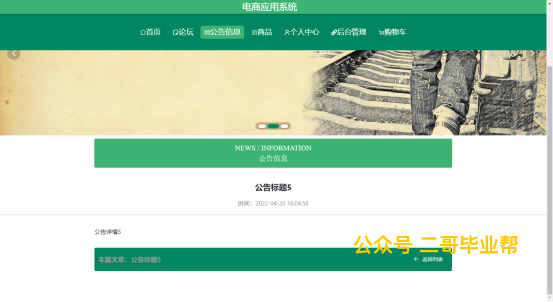 电商应用系统
首页 论坛 公告信息 商品 个人中心 后台管理 购物车
NEWS / INFORMATION
公告信息
公告标题5
时间：2022-04-20 16:04:58
公告详情5
公众号 二哥毕业帮
本篇文章：公告标题5 返回列表